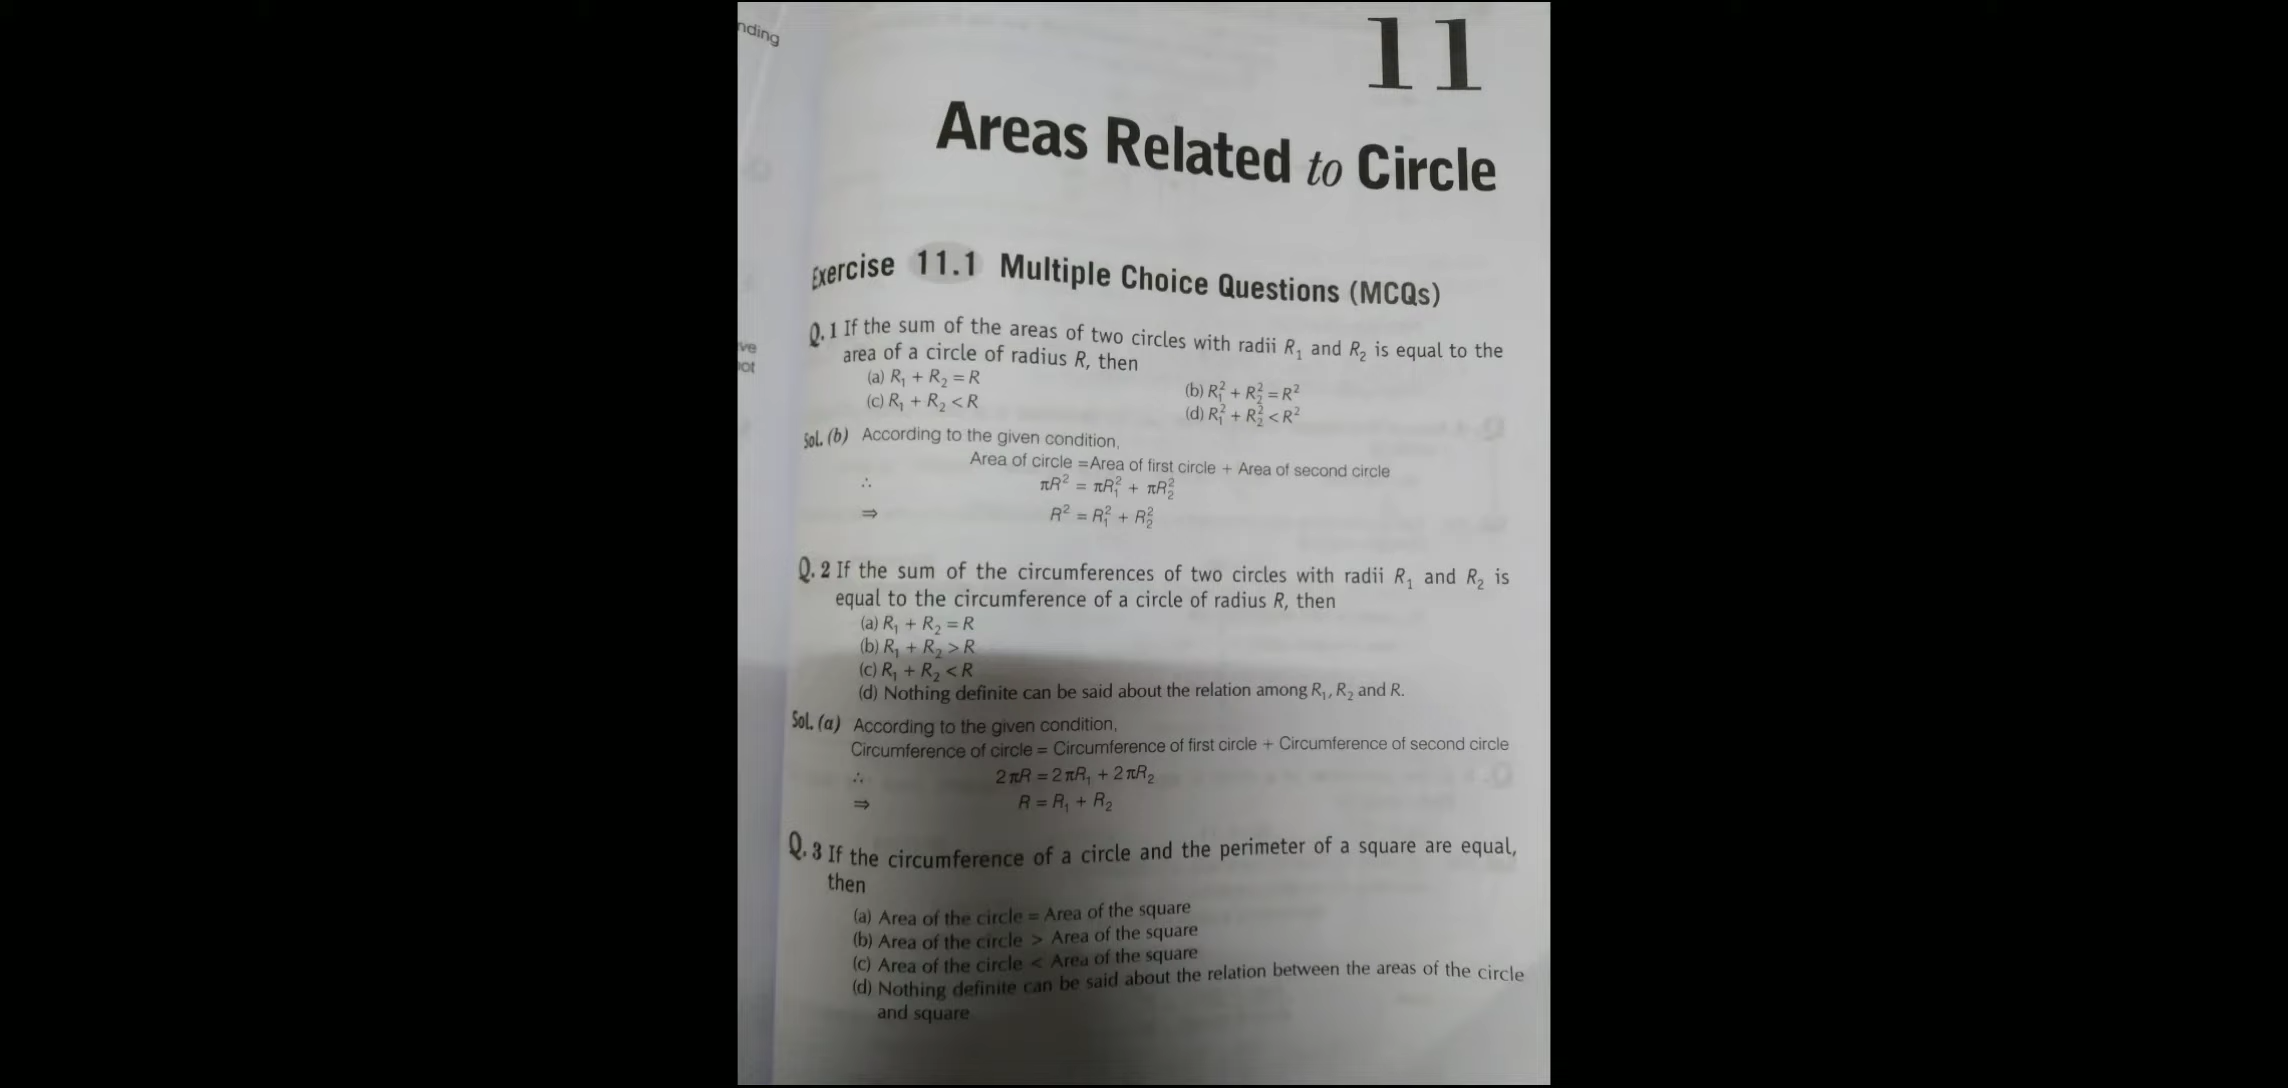 nding
11
Areas Related to Circle
Exercise 11.1 Multiple Choice Questions (MCQs)
Q. 1 If the sum of the areas of two circles with radii R₁ and R₂ is equal to the
area of a circle of radius R, then
(a) R₁ + R₂ = R
(b) R₁² + R₂² = R²
(c) R₁ + R₂ < R
(d) R₁² + R₂² < R²
ve
not
Sol. (b) According to the given condition,
Area of circle =Area of first circle + Area of second circle
∴ πR² = πR₁² + πR₂²
⇒ R² = R₁² + R₂²
Q. 2 If the sum of the circumferences of two circles with radii R₁ and R₂ is
equal to the circumference of a circle of radius R, then
(a) R₁ + R₂ = R
(b) R₁ + R₂ > R
(c) R₁ + R₂ < R
(d) Nothing definite can be said about the relation among R₁, R₂ and R.
Sol. (a) According to the given condition,
Circumference of circle = Circumference of first circle + Circumference of second circle
∴ 2πR = 2πR₁ + 2πR₂
⇒ R = R₁ + R₂
Q. 3 If the circumference of a circle and the perimeter of a square are equal,
then
(a) Area of the circle = Area of the square
(b) Area of the circle > Area of the square
(c) Area of the circle < Area of the square
(d) Nothing definite can be said about the relation between the areas of the circle
and square